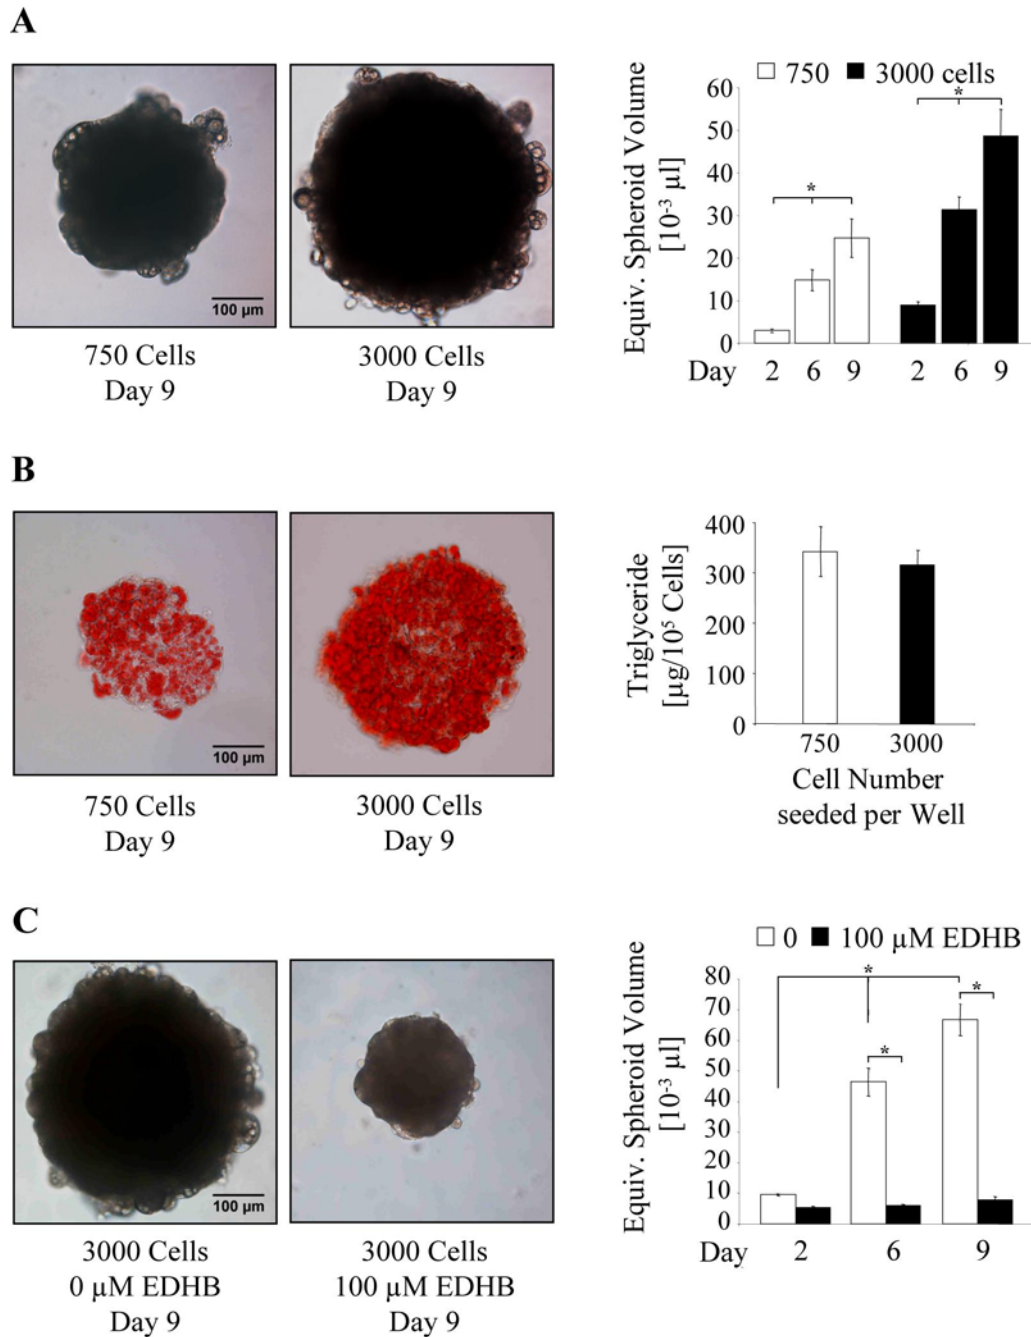 A
100 µm
750 Cells
Day 9
3000 Cells
Day 9
750 3000 cells
Equiv. Spheroid Volume
[10⁻³ µl]
60
50
40
30
20
10
0
*
*
Day 2 6 9 2 6 9
B
100 µm
750 Cells
Day 9
3000 Cells
Day 9
Triglyceride
[µg/10⁵ Cells]
400
300
200
100
0
750 3000
Cell Number
seeded per Well
C
100 µm
3000 Cells
0 µM EDHB
Day 9
3000 Cells
100 µM EDHB
Day 9
0 100 µM EDHB
Equiv. Spheroid Volume
[10⁻³ µl]
80
70
60
50
40
30
20
10
0
*
*
*
Day 2 6 9